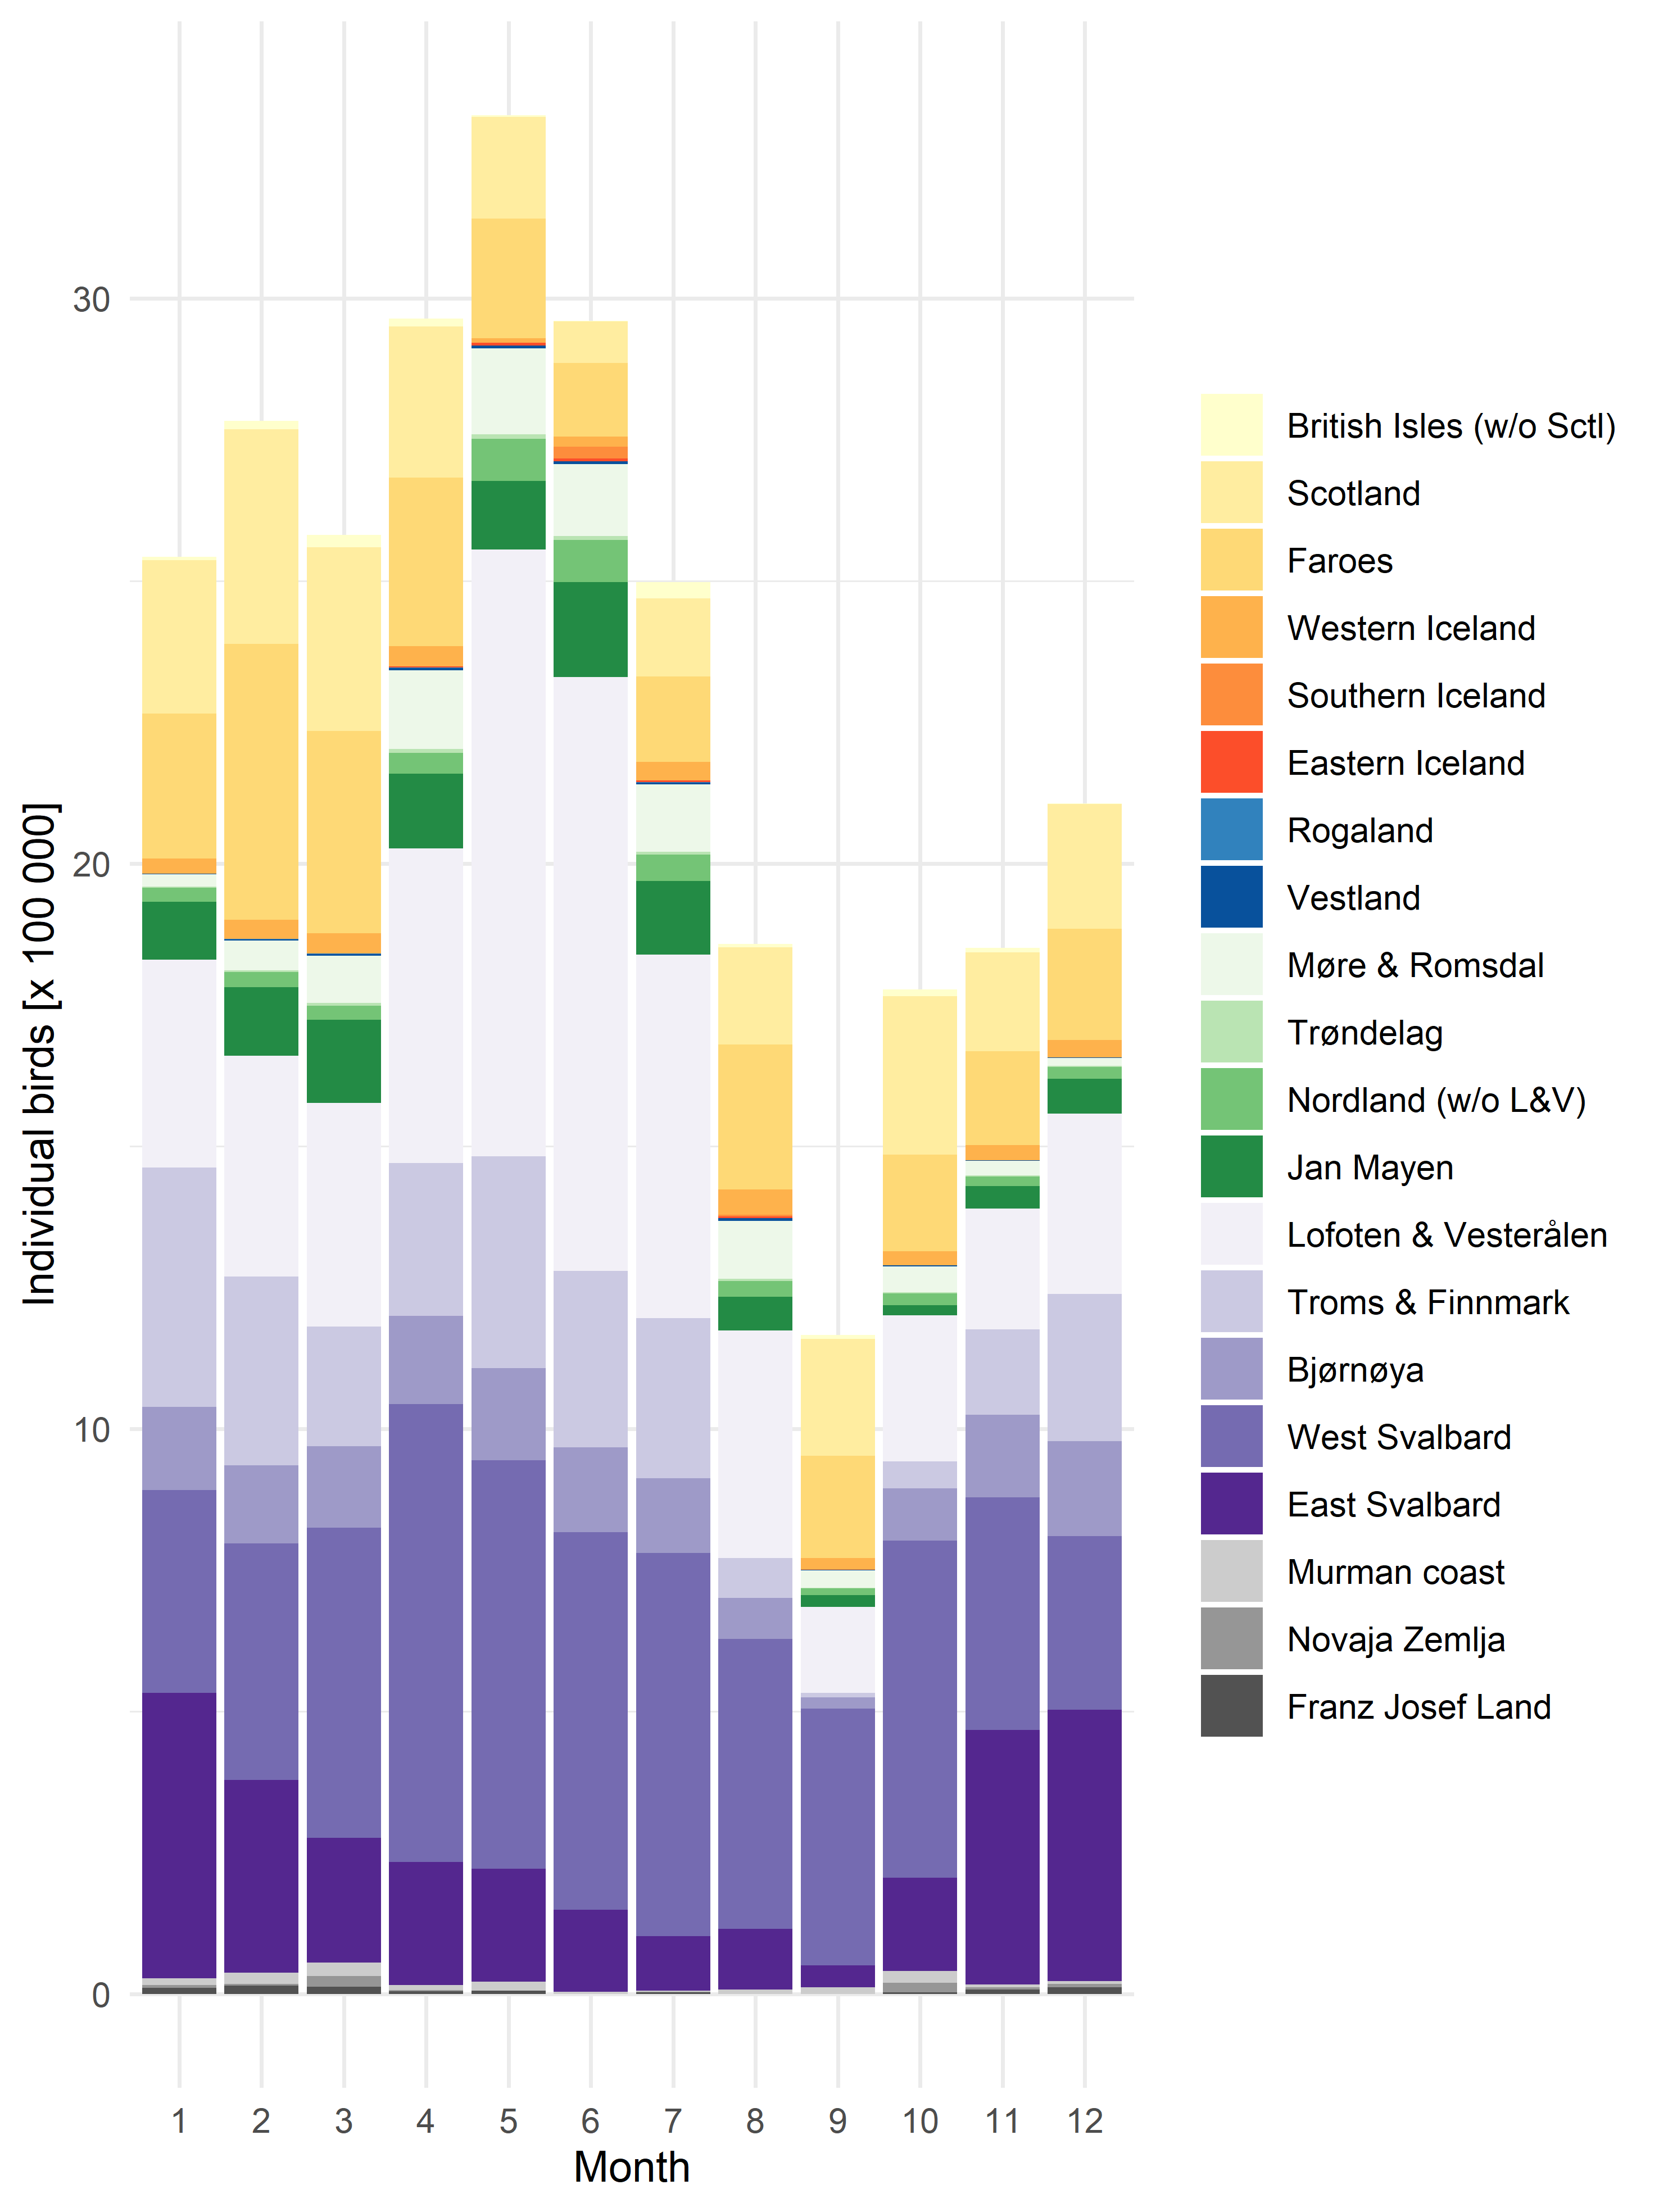 Individual birds [x 100 000]
30
20
10
0
1 2 3 4 5 6 7 8 9 10 11 12
Month
British Isles (w/o Sctl)
Scotland
Faroes
Western Iceland
Southern Iceland
Eastern Iceland
Rogaland
Vestland
Møre & Romsdal
Trøndelag
Nordland (w/o L&V)
Jan Mayen
Lofoten & Vesterålen
Troms & Finnmark
Bjørnøya
West Svalbard
East Svalbard
Murman coast
Novaja Zemlja
Franz Josef Land